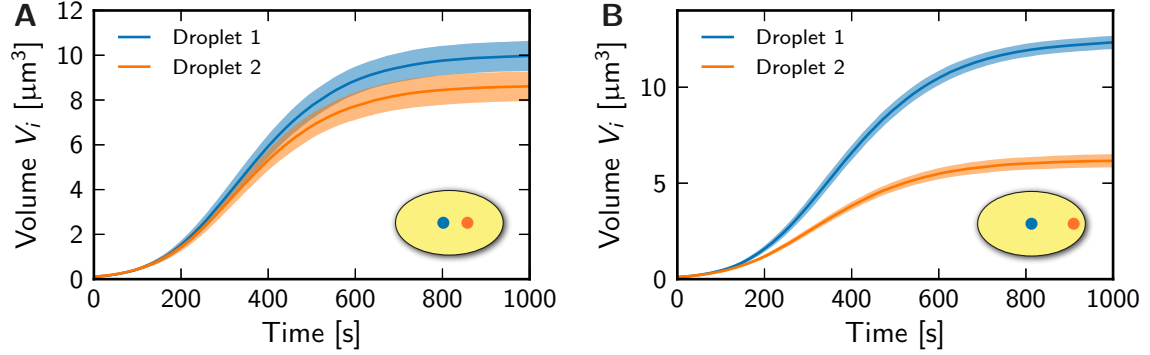 A
Volume V_i [µm³]
12
10
8
6
4
2
0
Droplet 1
Droplet 2
0 200 400 600 800 1000
Time [s]
B
Volume V_i [µm³]
10
5
0
Droplet 1
Droplet 2
0 200 400 600 800 1000
Time [s]